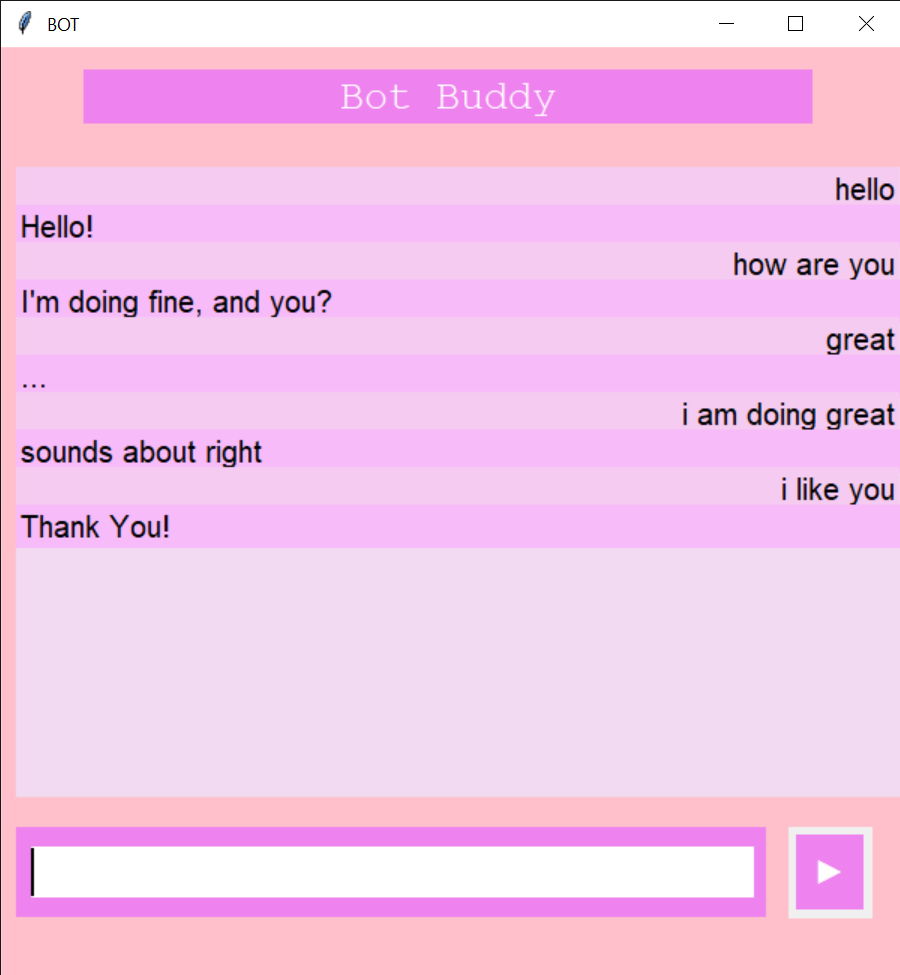 BOT
Bot Buddy
hello
Hello!
how are you
I'm doing fine, and you?
great
...
i am doing great
sounds about right
i like you
Thank You!